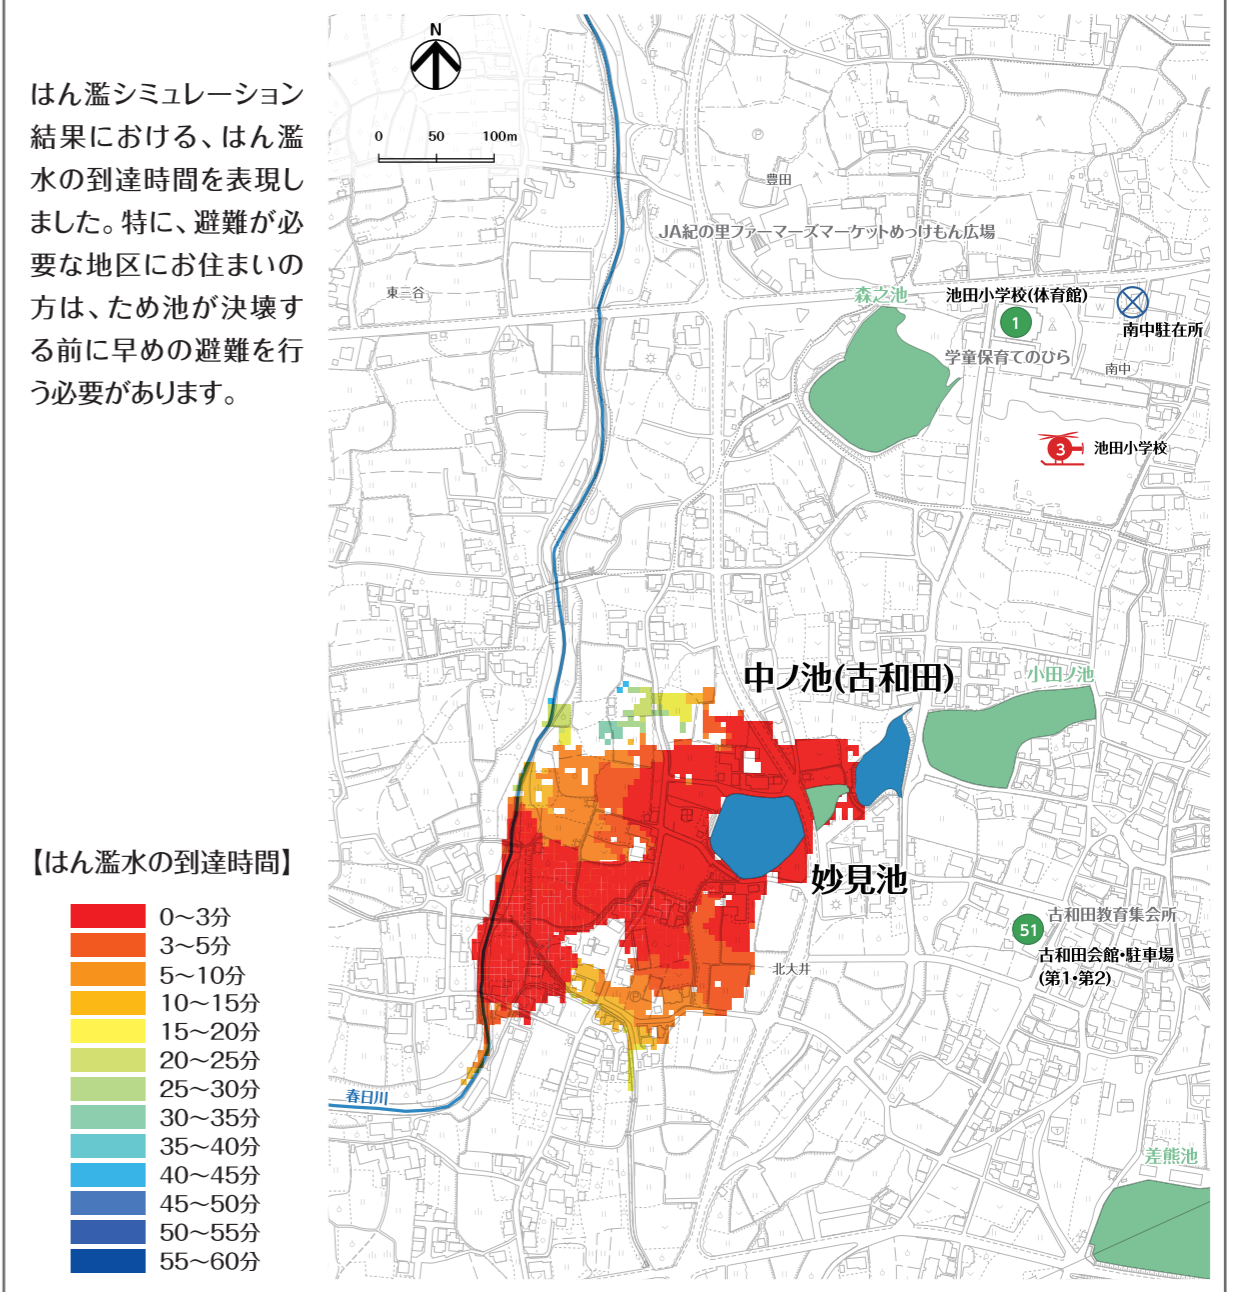 はん濫シミュレーション
結果における、はん濫
水の到達時間を表現し
ました。特に、避難が必
要な地区にお住まいの
方は、ため池が決壊す
る前に早めの避難を行
う必要があります。
N
0 50 100m
豊田
JA紀の里ファーマーズマーケットめっけもん広場
東三谷
森之池
池田小学校(体育館)
1
南中駐在所
学童保育てのひら
南中
3
池田小学校
中ノ池(古和田)
小田ノ池
妙見池
古和田教育集会所
51
古和田会館・駐車場
(第1・第2)
北大井
春日川
差熊池
【はん濫水の到達時間】
0〜3分
3〜5分
5〜10分
10〜15分
15〜20分
20〜25分
25〜30分
30〜35分
35〜40分
40〜45分
45〜50分
50〜55分
55〜60分